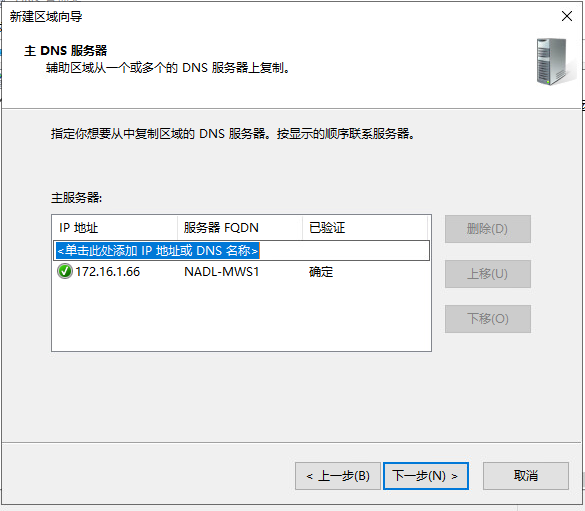 新建区域向导
主 DNS 服务器
辅助区域从一个或多个的 DNS 服务器上复制。
指定你想要从中复制区域的 DNS 服务器。按显示的顺序联系服务器。
主服务器:
IP 地址 服务器 FQDN 已验证
<单击此处添加 IP 地址或 DNS 名称>
172.16.1.66 NADL-MWS1 确定
删除(D)
上移(U)
下移(O)
< 上一步(B) 下一步(N) > 取消